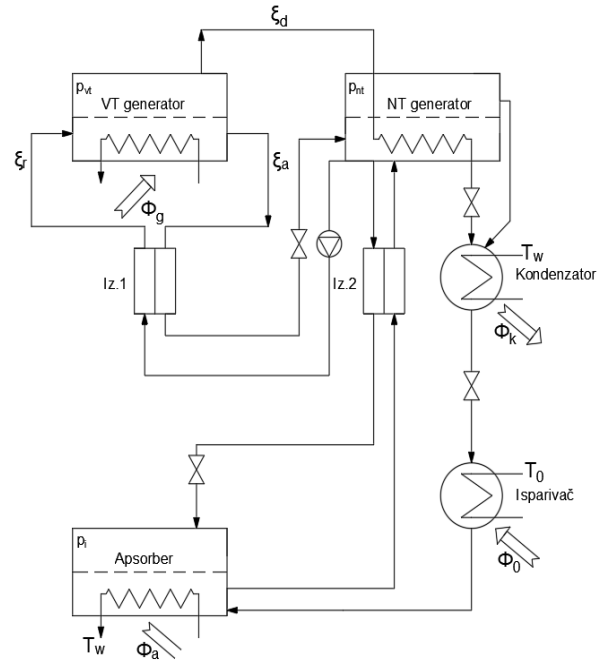 ξd
pvt
VT generator
pnt
NT generator
ξr
ξa
Φg
Iz.1
Iz.2
Tw
Kondenzator
Φk
T0
Isparivač
Φ0
pi
Apsorber
Tw
Φa